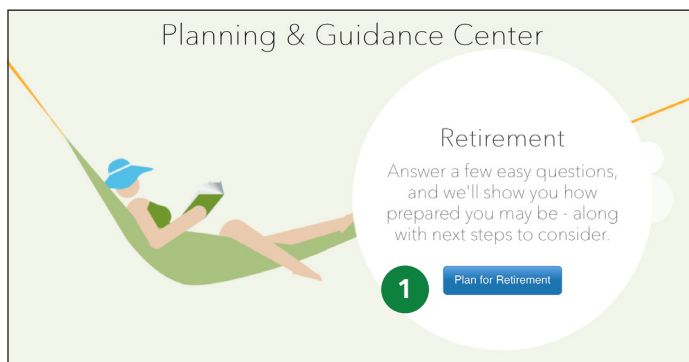 Planning & Guidance Center
Retirement
Answer a few easy questions,
and we'll show you how
prepared you may be - along
with next steps to consider.
1
Plan for Retirement